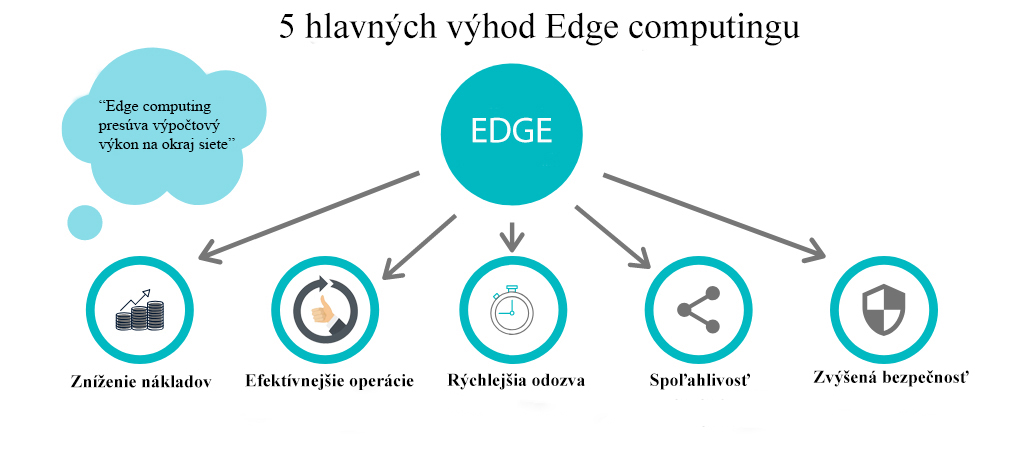 5 hlavných výhod Edge computingu
“Edge computing
presúva výpočtový
výkon na okraj siete”
EDGE
Zníženie nákladov
Efektívnejšie operácie
Rýchlejšia odozva
Spoľahlivosť
Zvýšená bezpečnosť